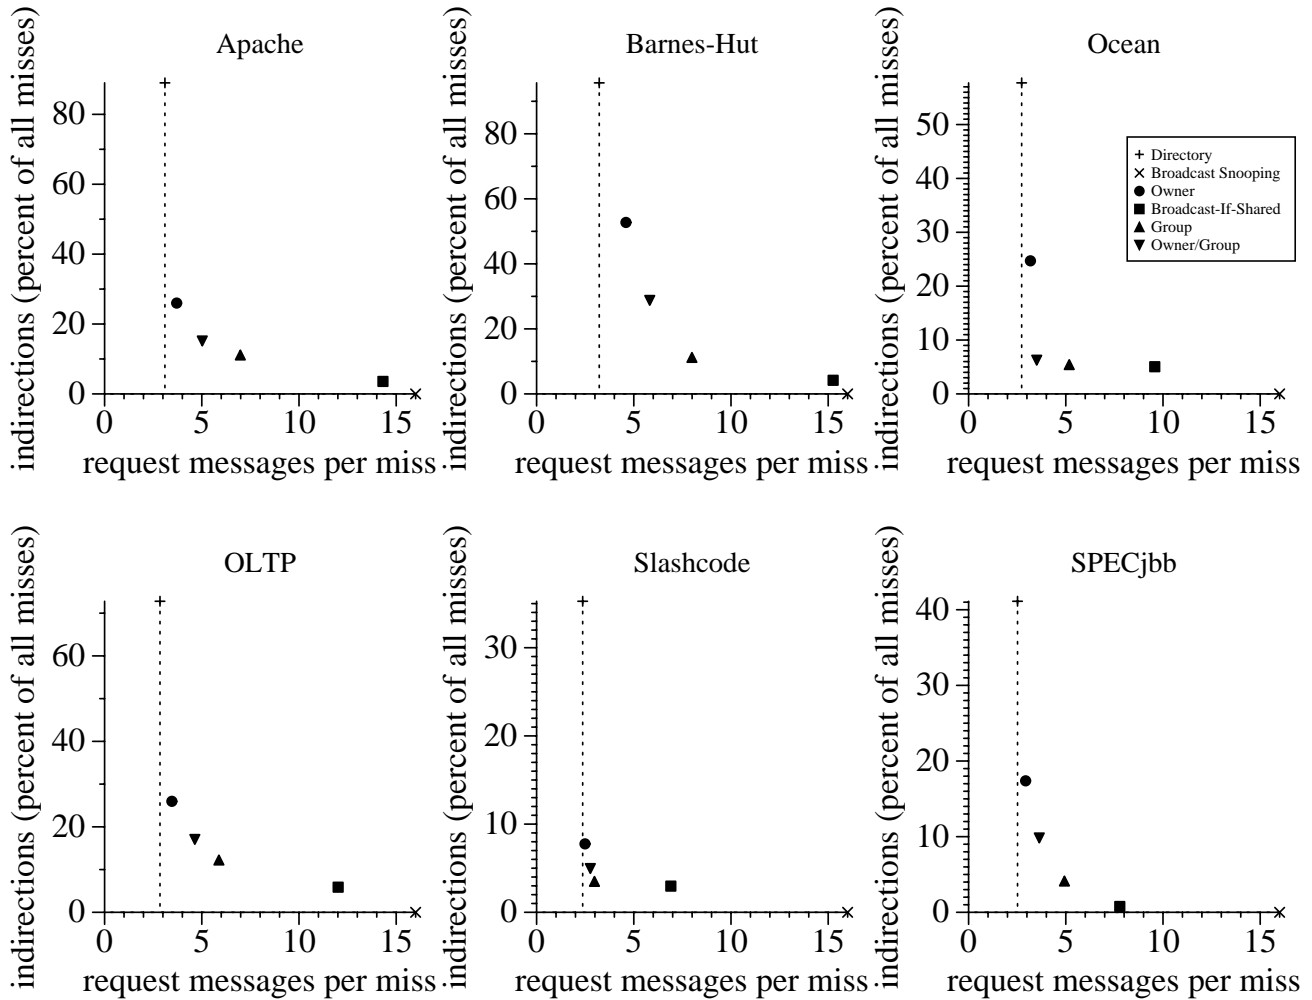 Apache
indirections (percent of all misses)
80
60
40
20
0
0 5 10 15
request messages per miss
Barnes-Hut
indirections (percent of all misses)
80
60
40
20
0
0 5 10 15
request messages per miss
Ocean
indirections (percent of all misses)
50
40
30
20
10
0
0 5 10 15
request messages per miss
Directory
Broadcast Snooping
Owner
Broadcast-If-Shared
Group
Owner/Group
OLTP
indirections (percent of all misses)
60
40
20
0
0 5 10 15
request messages per miss
Slashcode
indirections (percent of all misses)
30
20
10
0
0 5 10 15
request messages per miss
SPECjbb
indirections (percent of all misses)
40
30
20
10
0
0 5 10 15
request messages per miss